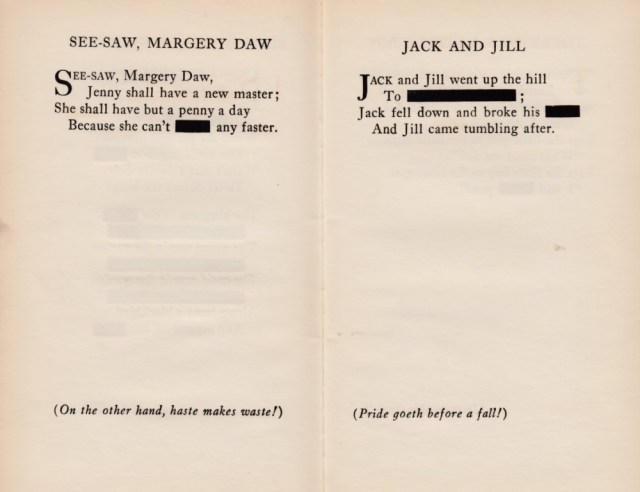 SEE-SAW, MARGERY DAW
SEE-SAW, Margery Daw,
Jenny shall have a new master;
She shall have but a penny a day
Because she can't any faster.
(On the other hand, haste makes waste!)
JACK AND JILL
JACK and Jill went up the hill
To ;
Jack fell down and broke his
And Jill came tumbling after.
(Pride goeth before a fall!)